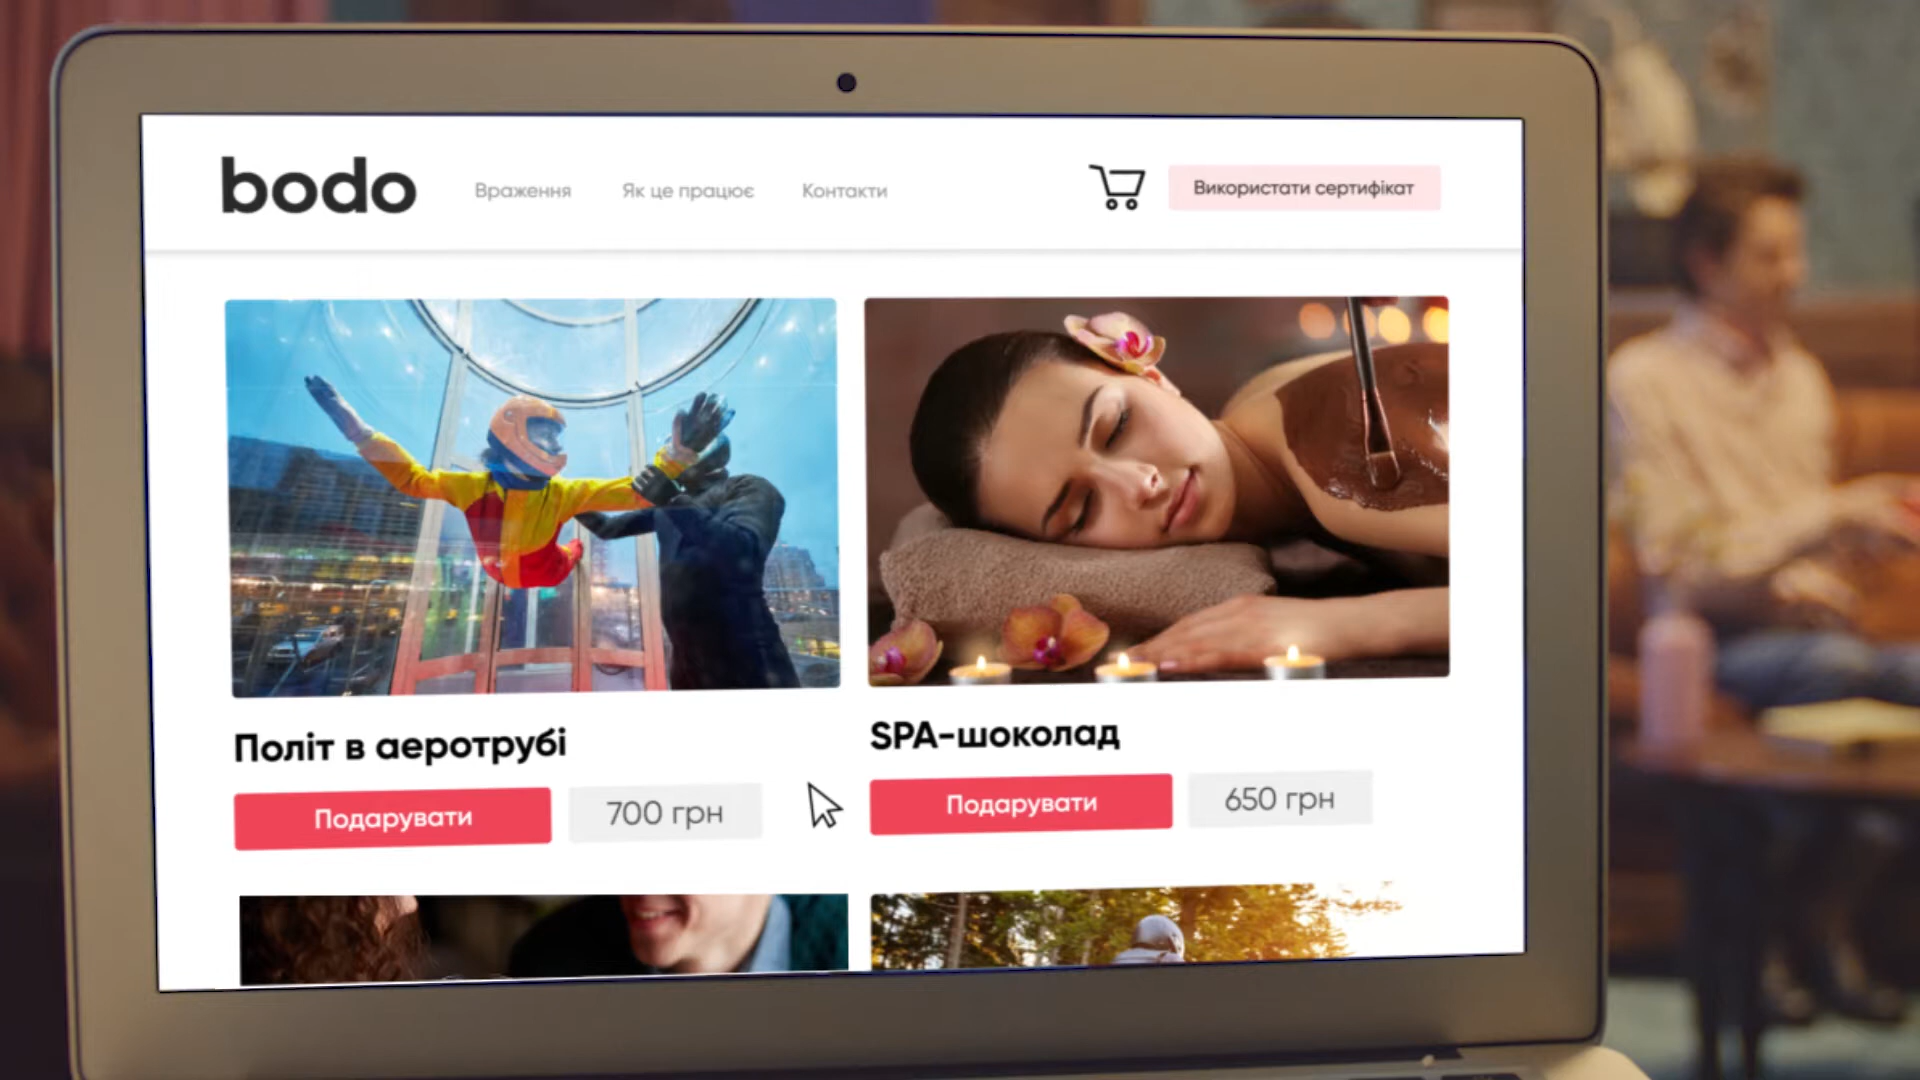 bodo
Враження
Як це працює
Контакти
Використати сертифікат
Політ в аеротрубі
Подарувати
700 грн
SPA-шоколад
Подарувати
650 грн